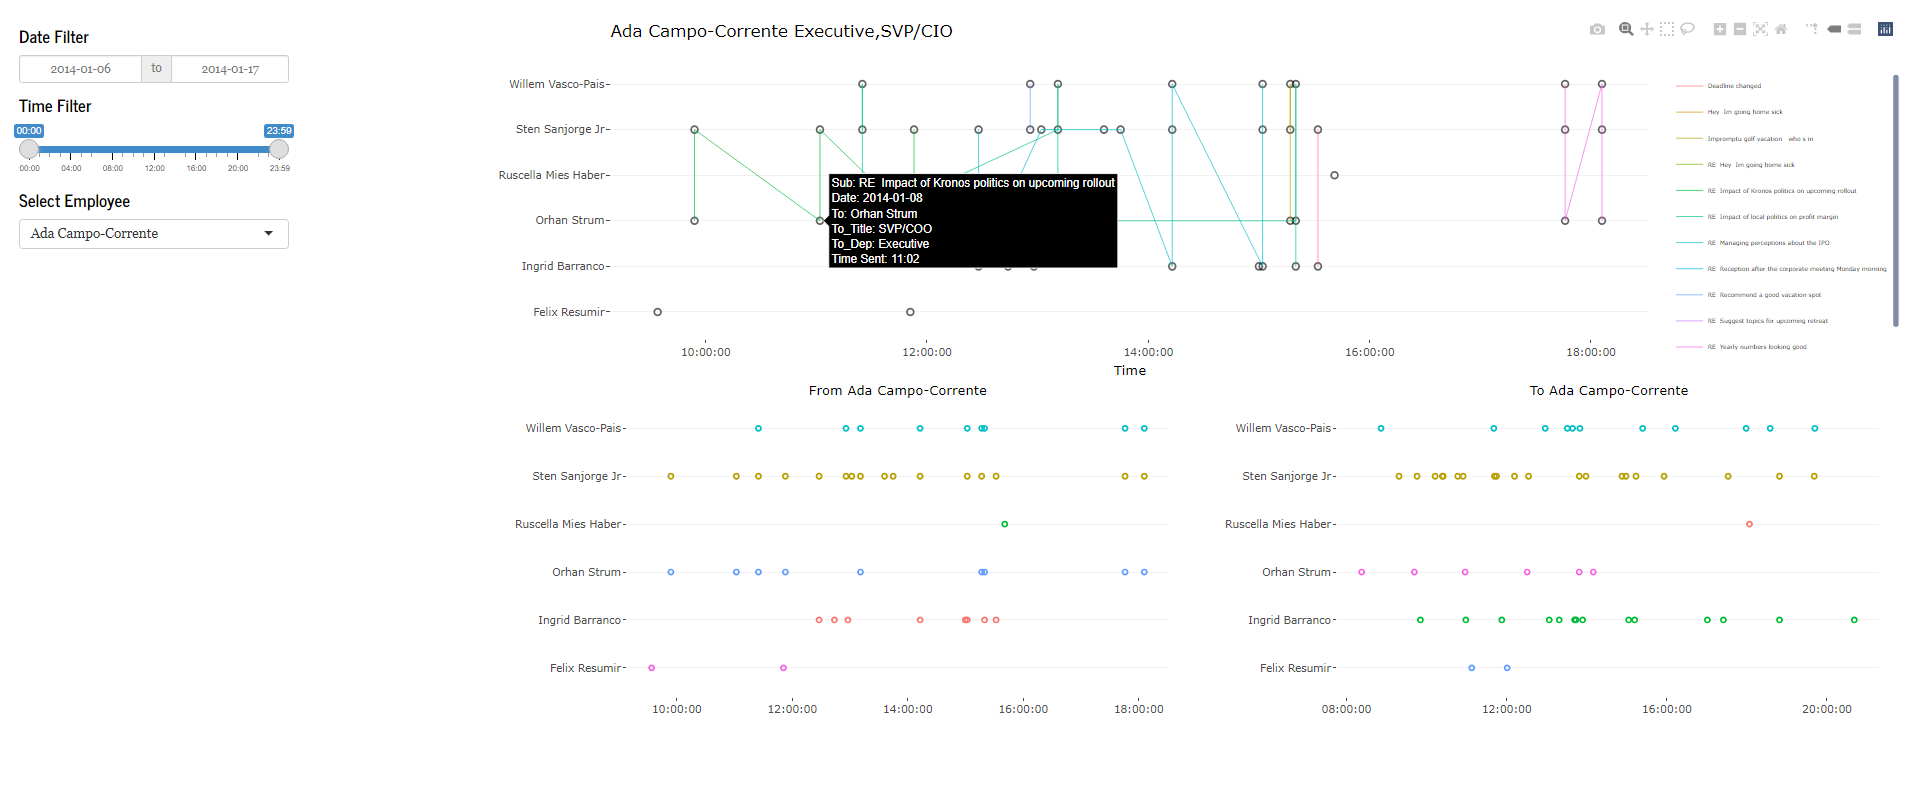 Date Filter
2014-01-06 to 2014-01-17
Time Filter
00:00 23:59
00:00 04:00 08:00 12:00 16:00 20:00 23:59
Select Employee
Ada Campo-Corrente
Ada Campo-Corrente Executive,SVP/CIO
Willem Vasco-Pais
Sten Sanjorge Jr
Ruscella Mies Haber
Orhan Strum
Ingrid Barranco
Felix Resumir
10:00:00 12:00:00 14:00:00 16:00:00 18:00:00
Time
Sub: RE Impact of Kronos politics on upcoming rollout
Date: 2014-01-08
To: Orhan Strum
To_Title: SVP/COO
To_Dep: Executive
Time Sent: 11:02
Deadline changed
Hey Im going home sick
Impromptu golf vacation who s in
RE Hey Im going home sick
RE Impact of Kronos politics on upcoming rollout
RE Impact of local politics on profit margin
RE Managing perceptions about the IPO
RE Reception after the corporate meeting Monday morning
RE Recommend a good vacation spot
RE Suggest topics for upcoming retreat
RE Yearly numbers looking good
From Ada Campo-Corrente
Willem Vasco-Pais
Sten Sanjorge Jr
Ruscella Mies Haber
Orhan Strum
Ingrid Barranco
Felix Resumir
10:00:00 12:00:00 14:00:00 16:00:00 18:00:00
To Ada Campo-Corrente
Willem Vasco-Pais
Sten Sanjorge Jr
Ruscella Mies Haber
Orhan Strum
Ingrid Barranco
Felix Resumir
08:00:00 12:00:00 16:00:00 20:00:00